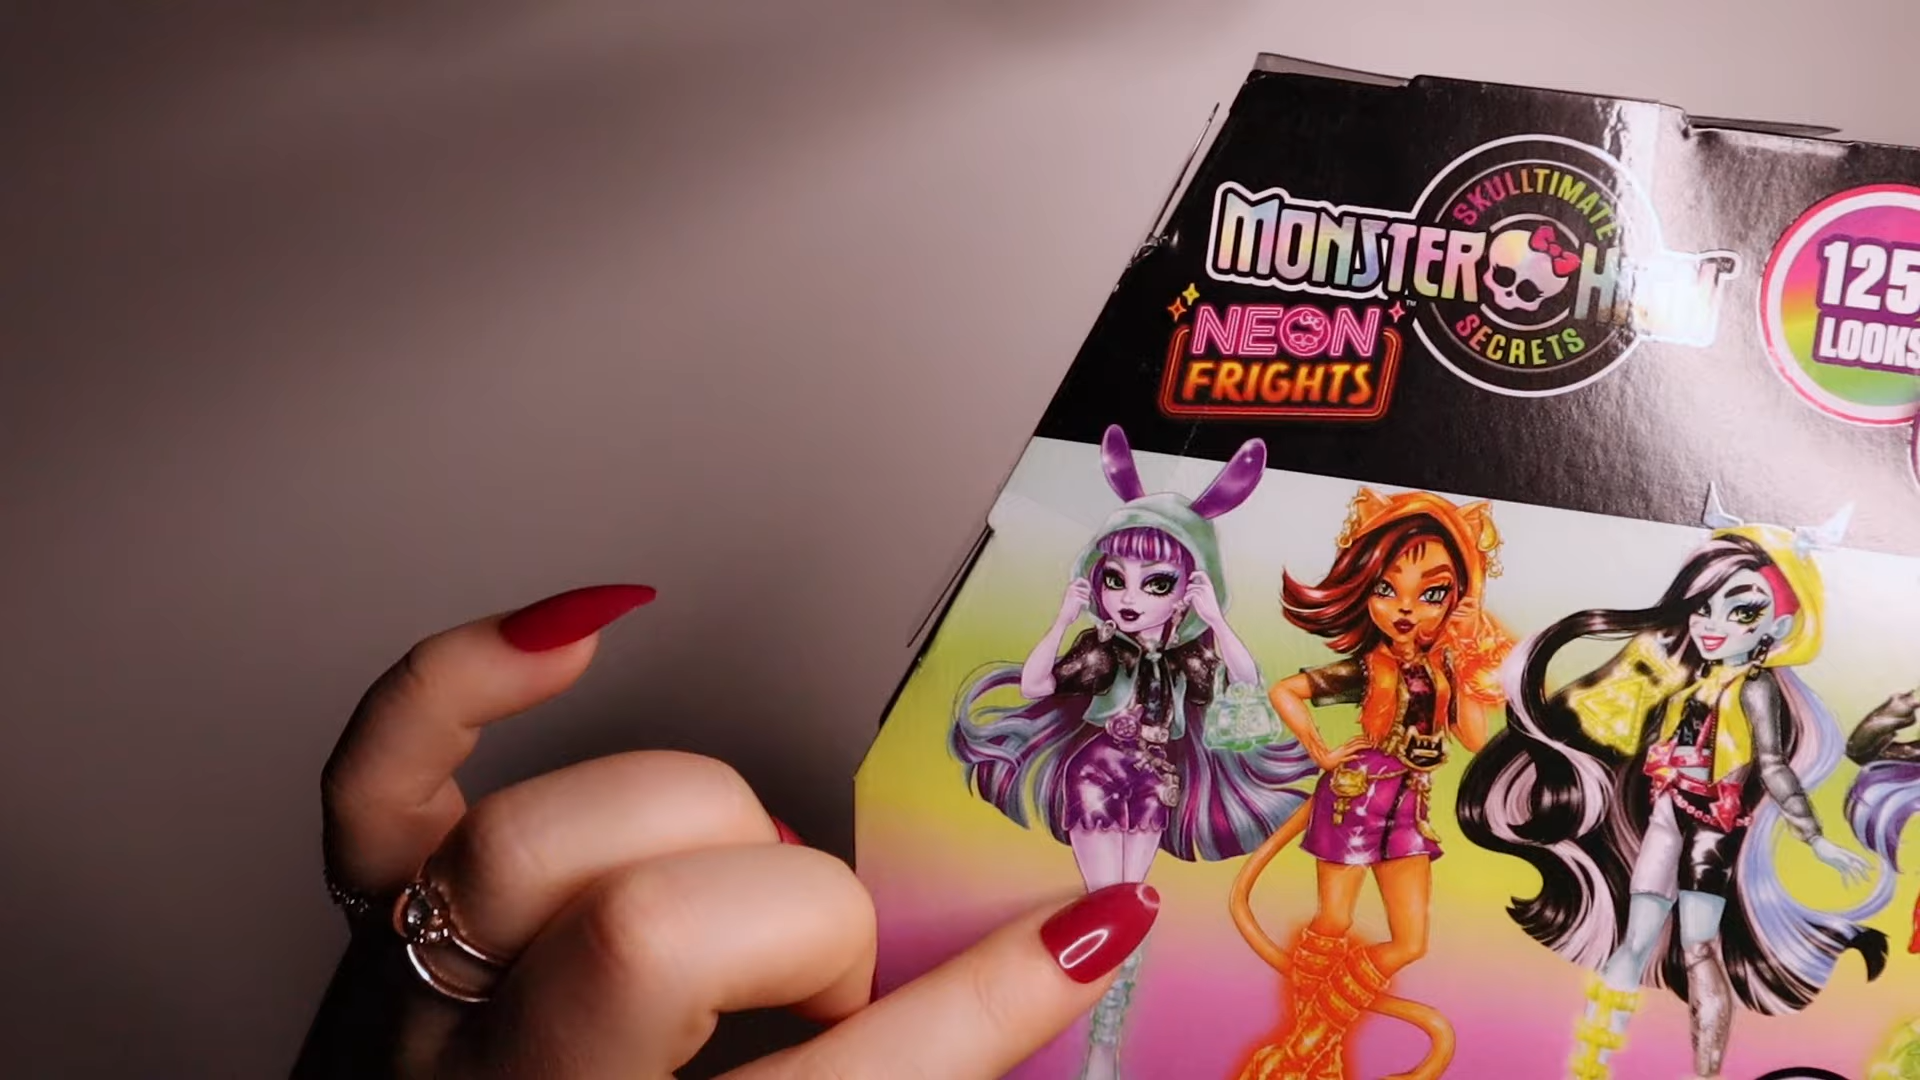 SKULLTIMATE
MONSTER HIGH
SECRETS
NEON
FRIGHTS
125
LOOKS